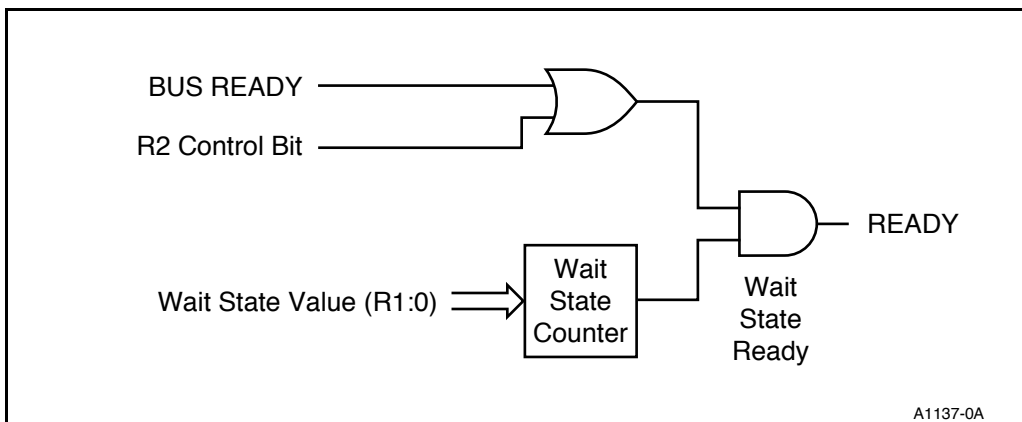 BUS READY
R2 Control Bit
READY
Wait State Value (R1:0)
Wait
State
Counter
Wait
State
Ready
A1137-0A